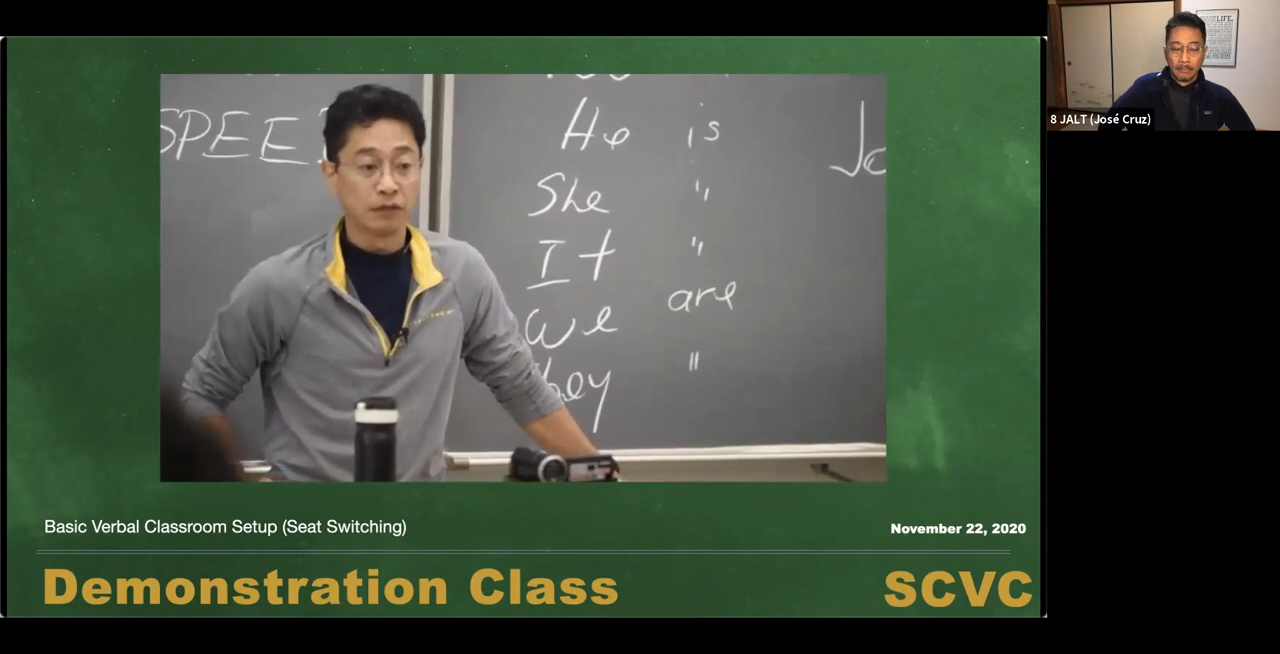 SPEE
He is
She "
It "
We are
"
LIFE.
8 JALT (José Cruz)
Basic Verbal Classroom Setup (Seat Switching)
November 22, 2020
Demonstration Class
SCVC